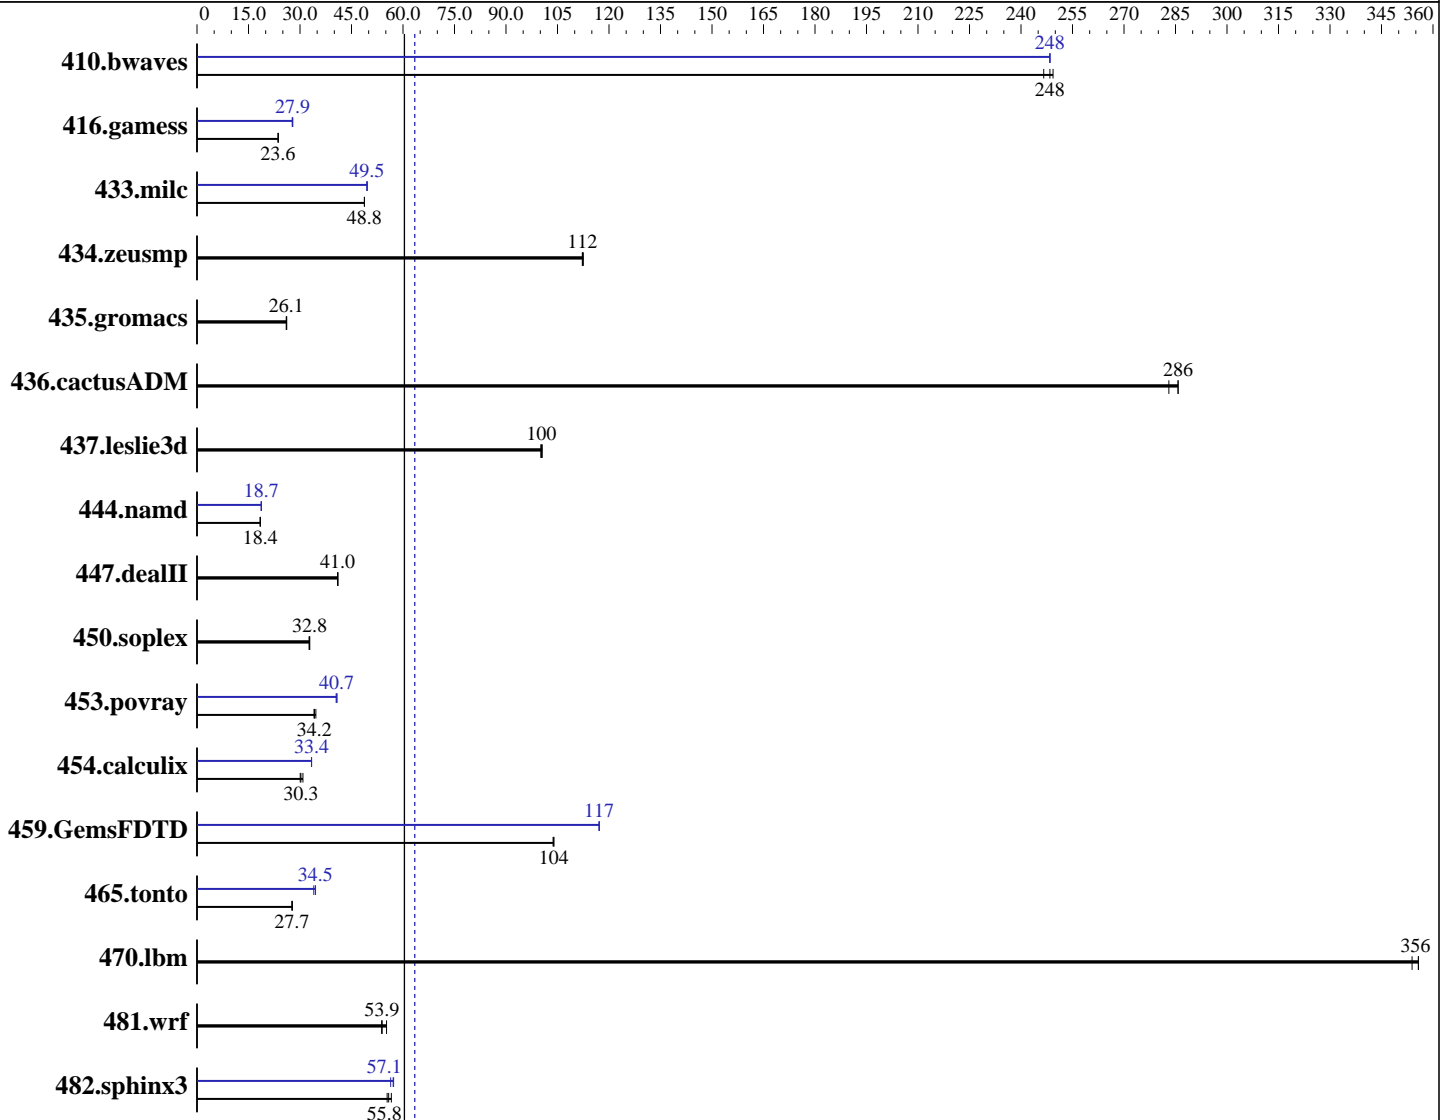 0 15.0 30.0 45.0 60.0 75.0 90.0 105 120 135 150 165 180 195 210 225 240 255 270 285 300 315 330 345 360
248
410.bwaves
248
27.9
416.gamess
23.6
49.5
433.milc
48.8
112
434.zeusmp
26.1
435.gromacs
286
436.cactusADM
100
437.leslie3d
18.7
444.namd
18.4
41.0
447.dealII
32.8
450.soplex
40.7
453.povray
34.2
33.4
454.calculix
30.3
117
459.GemsFDTD
104
34.5
465.tonto
27.7
356
470.lbm
53.9
481.wrf
57.1
482.sphinx3
55.8